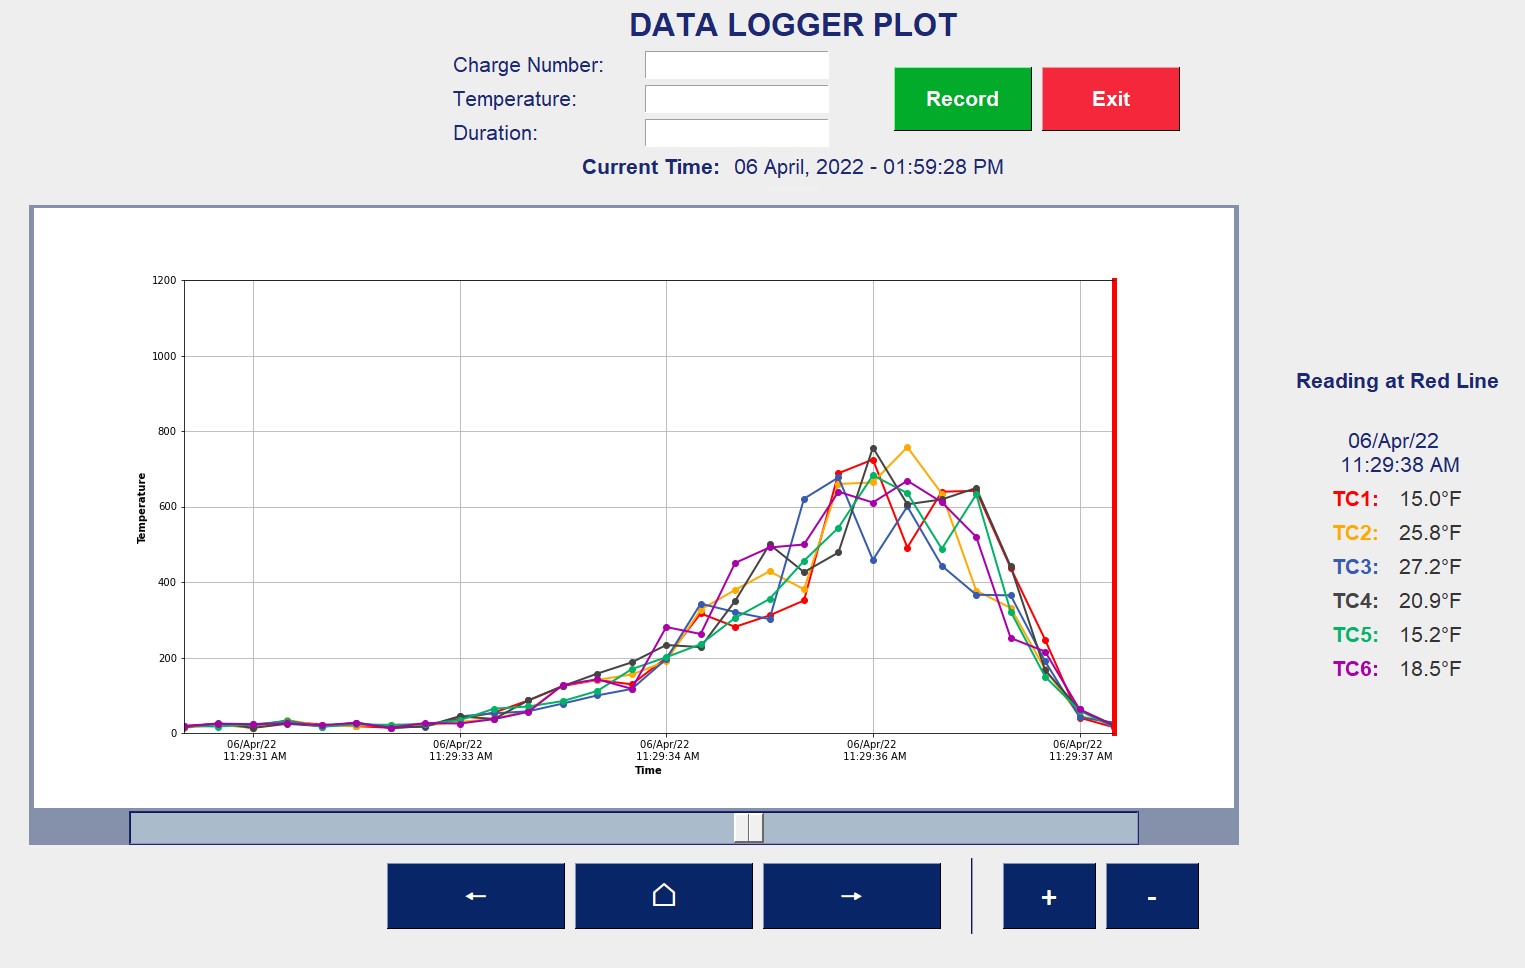 DATA LOGGER PLOT
Charge Number:
Temperature:
Duration:
Record
Exit
Current Time: 06 April, 2022 - 01:59:28 PM
1200
1000
800
600
400
200
0
Temperature
06/Apr/22
11:29:31 AM
06/Apr/22
11:29:33 AM
06/Apr/22
11:29:34 AM
06/Apr/22
11:29:36 AM
06/Apr/22
11:29:37 AM
Time
Reading at Red Line
06/Apr/22
11:29:38 AM
TC1: 15.0°F
TC2: 25.8°F
TC3: 27.2°F
TC4: 20.9°F
TC5: 15.2°F
TC6: 18.5°F
←
→
+
-